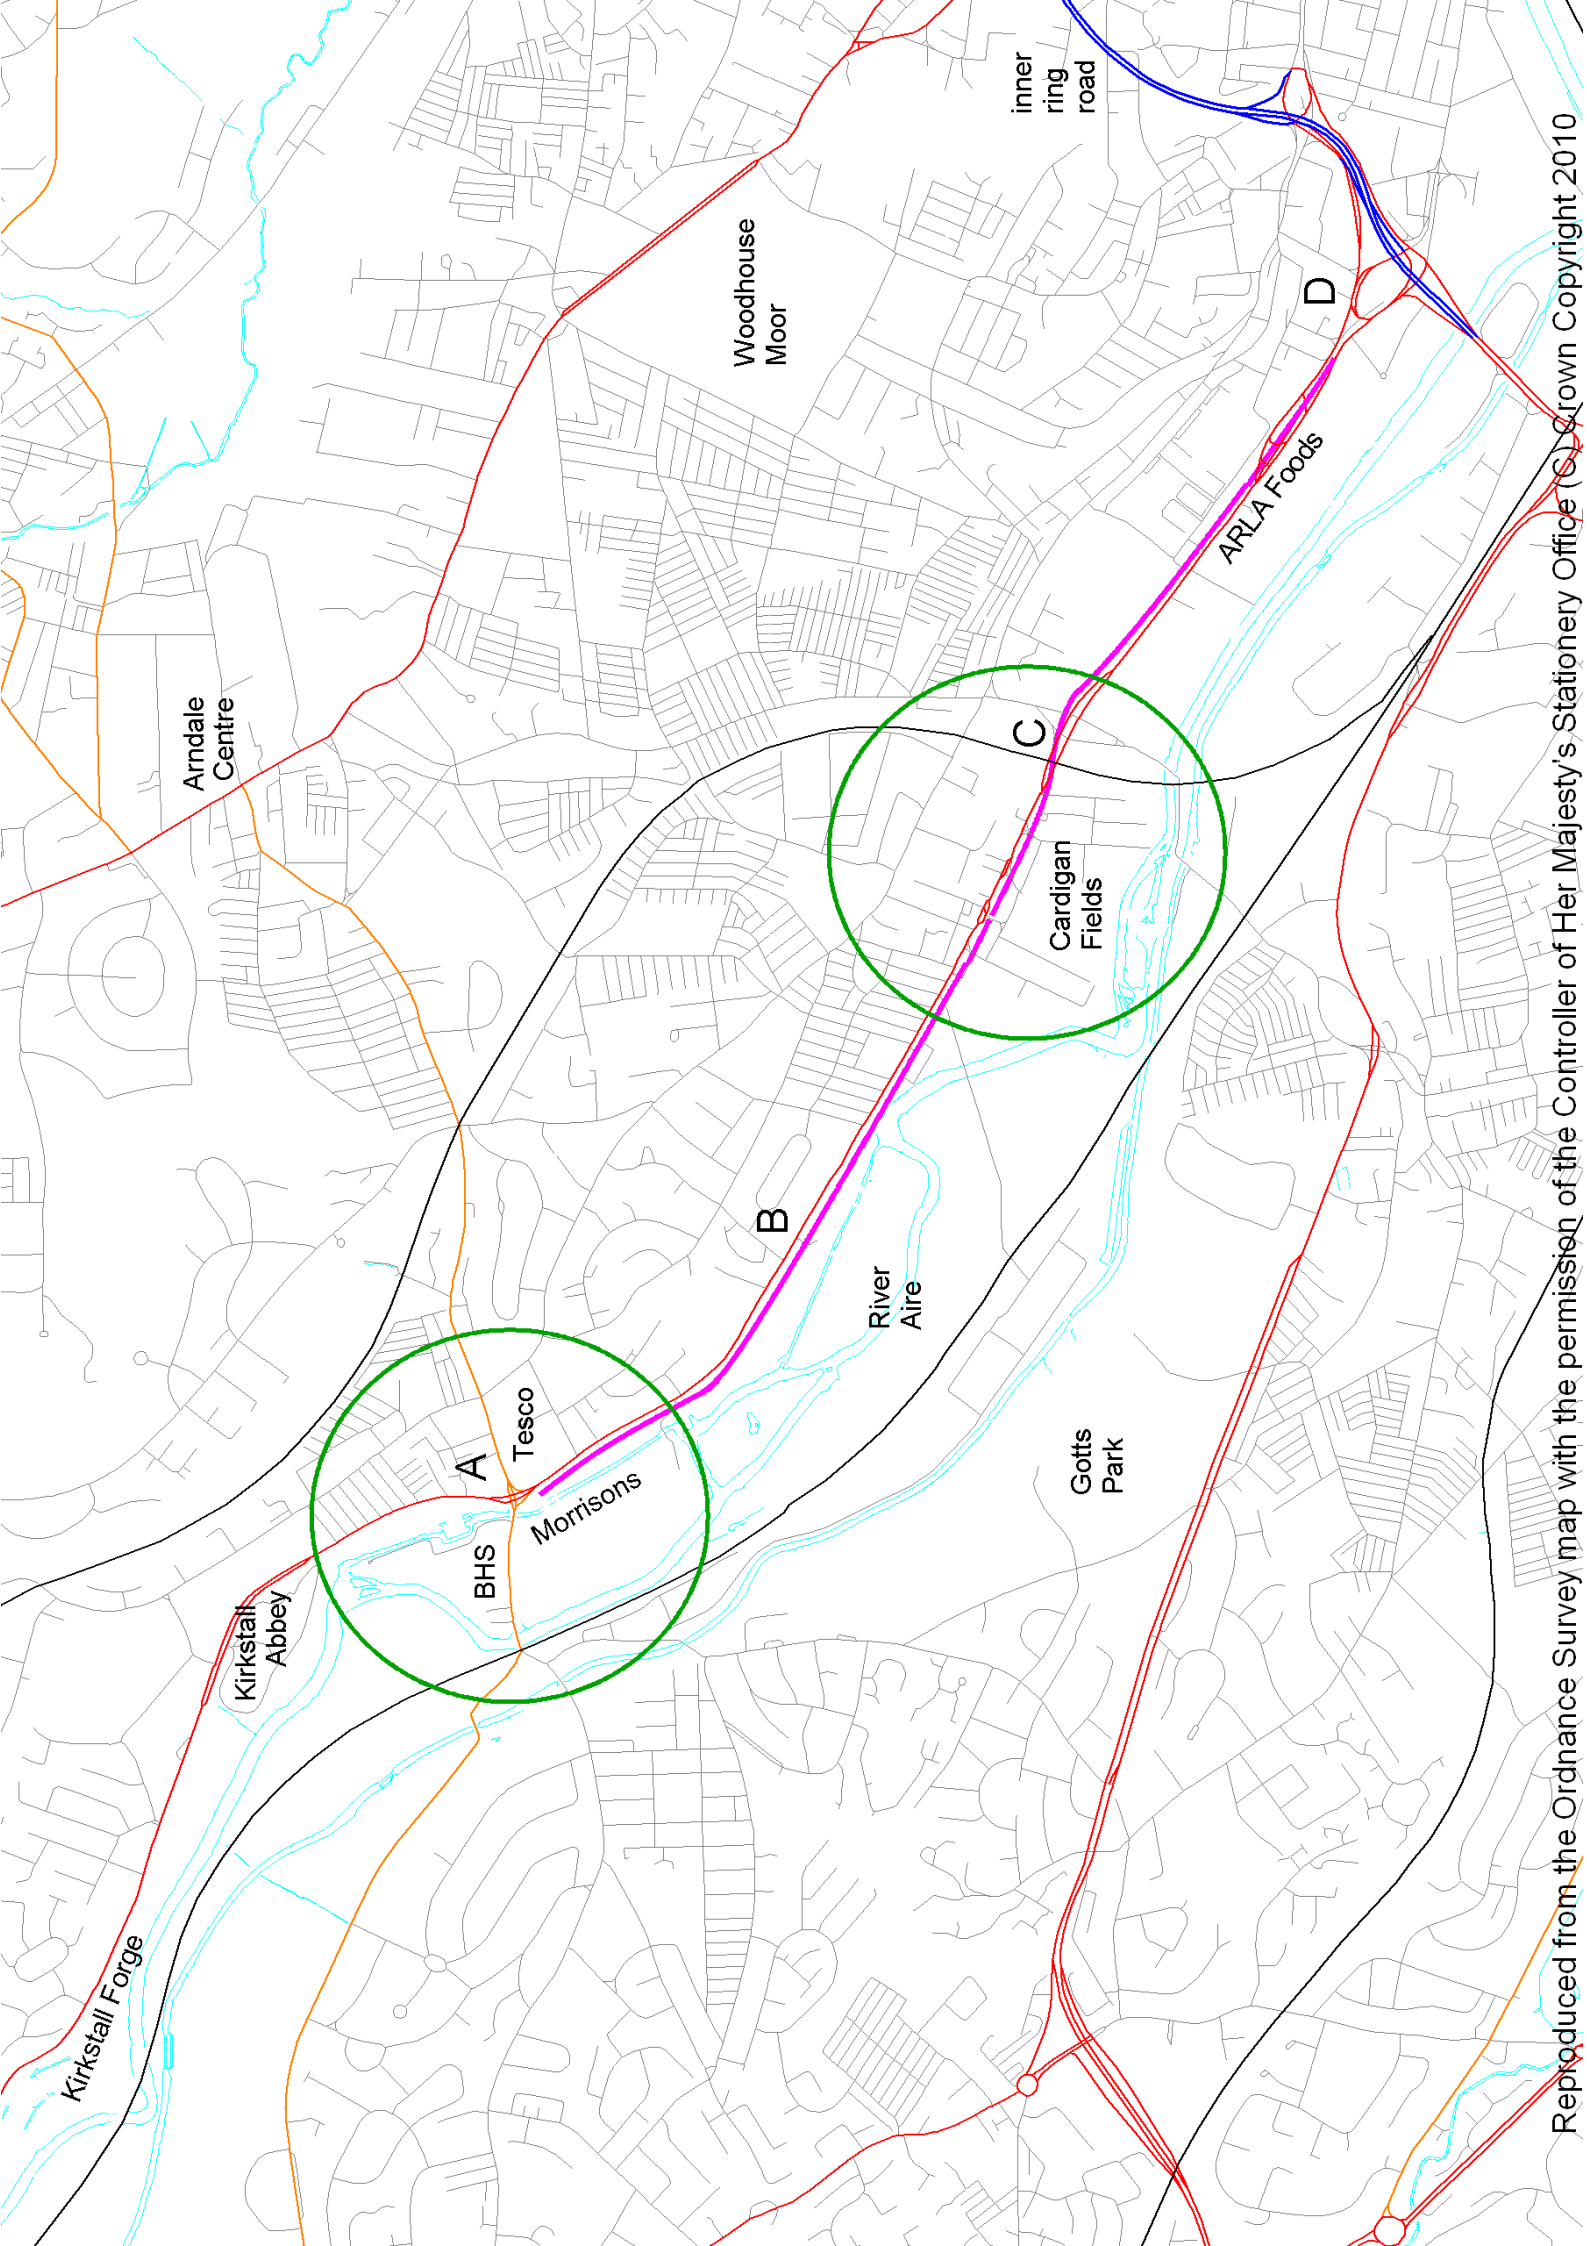 Kirkstall Forge
Kirkstall
Abbey
BHS
Morrisons
A
Tesco
Arndale
Centre
B
River
Aire
Gotts
Park
Woodhouse
Moor
C
Cardigan
Fields
ARLA Foods
D
inner
ring
road
Reproduced from the Ordnance Survey map with the permission of the Controller of Her Majesty's Stationery Office (C) Crown Copyright 2010